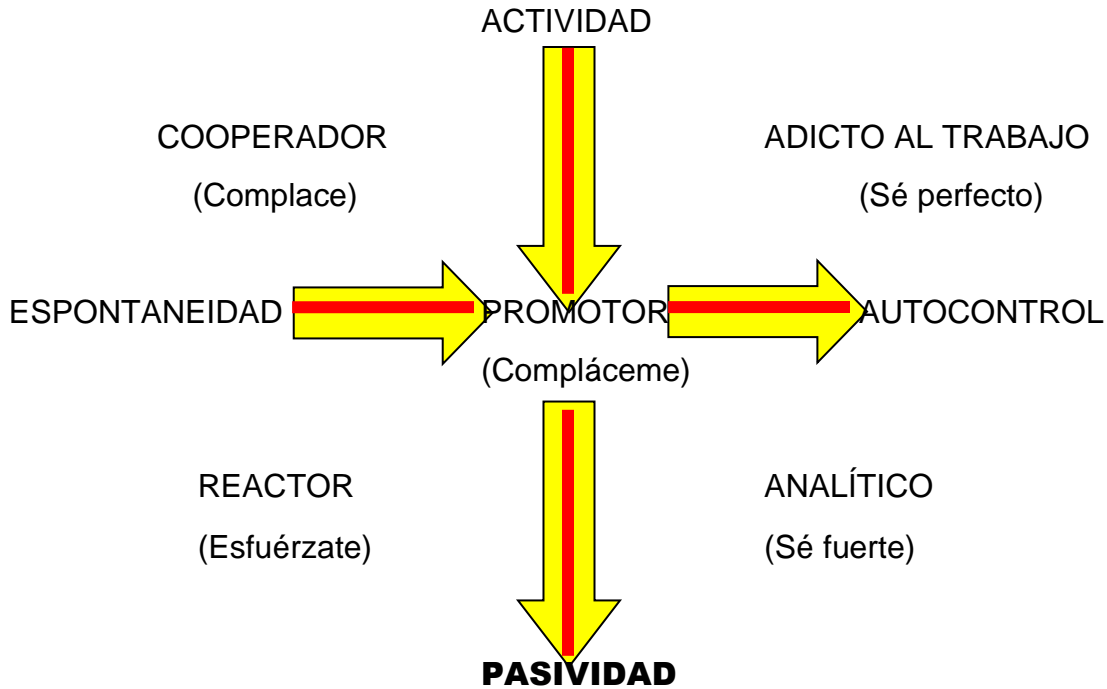 ACTIVIDAD
COOPERADOR
ADICTO AL TRABAJO
(Complace)
(Sé perfecto)
ESPONTANEIDAD
PROMOTOR
AUTOCONTROL
(Compláceme)
REACTOR
ANALÍTICO
(Esfuérzate)
(Sé fuerte)
PASIVIDAD